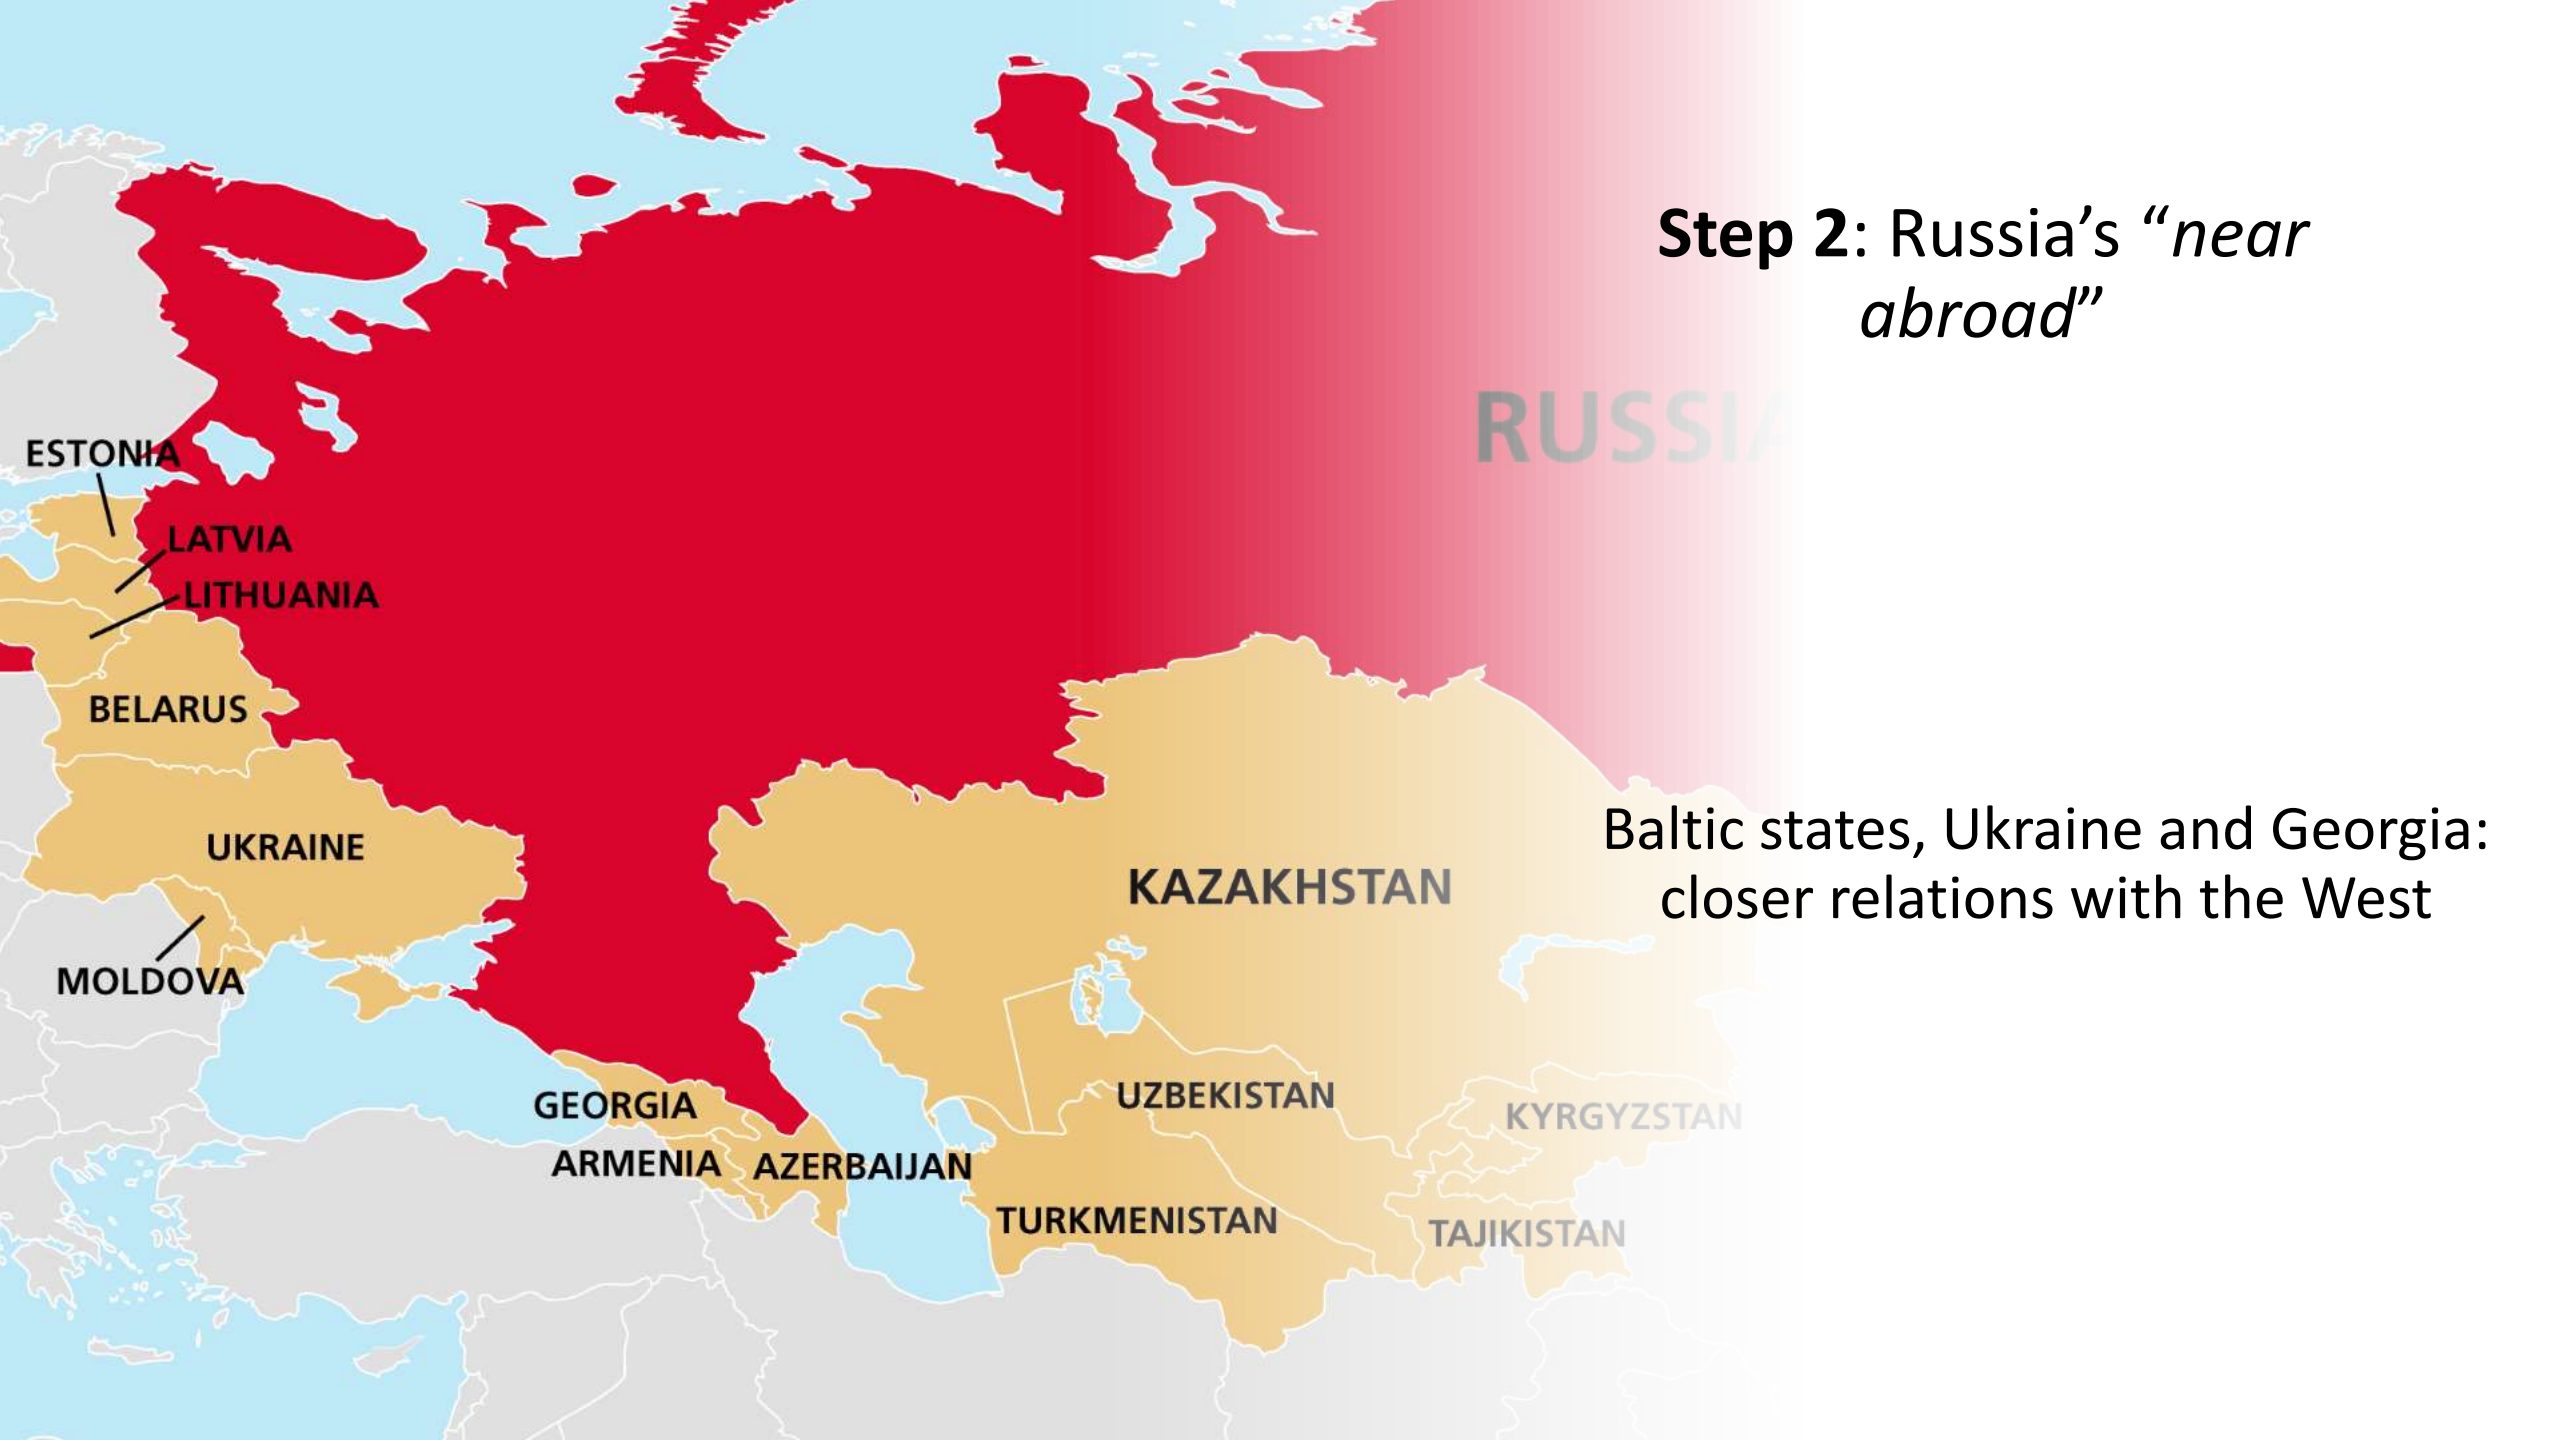 Step 2: Russia’s “near
abroad”
RUSSIA
ESTONIA
LATVIA
LITHUANIA
BELARUS
UKRAINE
Baltic states, Ukraine and Georgia:
closer relations with the West
KAZAKHSTAN
MOLDOVA
GEORGIA
UZBEKISTAN
KYRGYZSTAN
ARMENIA
AZERBAIJAN
TURKMENISTAN
TAJIKISTAN